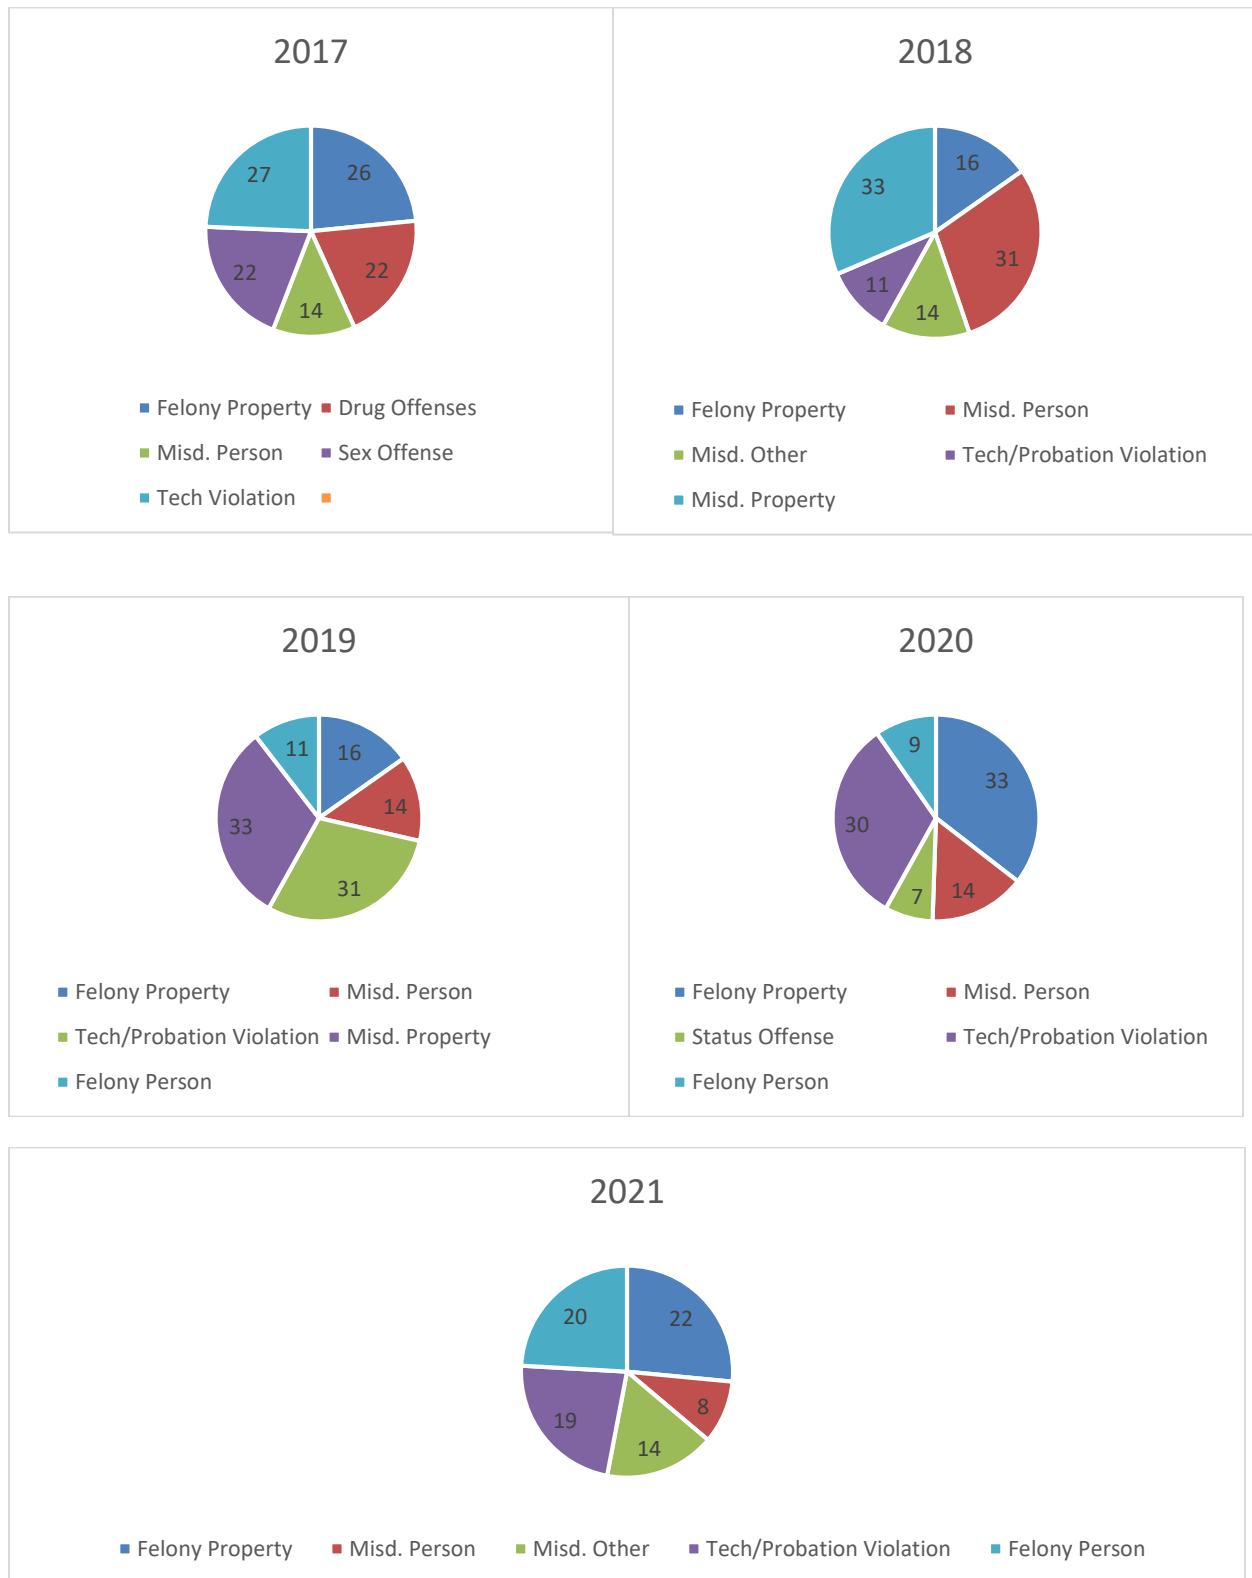 2017
27
26
22
22
14
Felony Property
Drug Offenses
Misd. Person
Sex Offense
Tech Violation
2018
16
33
31
11
14
Felony Property
Misd. Person
Misd. Other
Tech/Probation Violation
Misd. Property
2019
11
16
14
33
31
Felony Property
Misd. Person
Tech/Probation Violation
Misd. Property
Felony Person
2020
9
33
30
14
7
Felony Property
Misd. Person
Status Offense
Tech/Probation Violation
Felony Person
2021
20
22
8
19
14
Felony Property
Misd. Person
Misd. Other
Tech/Probation Violation
Felony Person